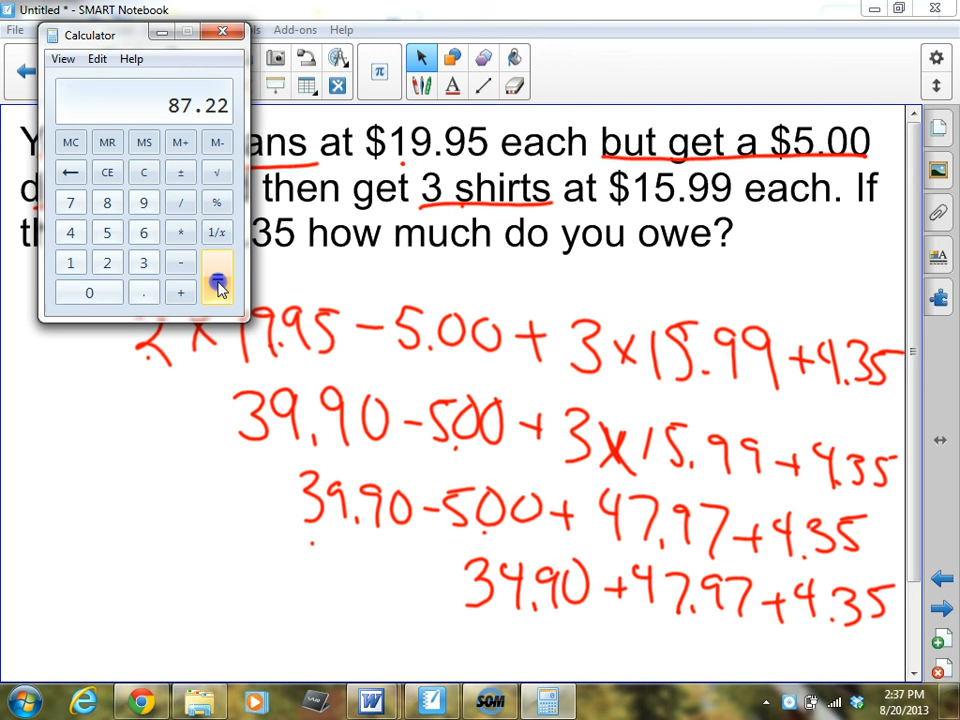 Untitled * - SMART Notebook
File
Add-ons Help
Calculator
View Edit Help
87.22
MC MR MS M+ M-
← CE C ± √
7 8 9 / %
4 5 6 * 1/x
1 2 3 - =
0 . +
π
A
at $19.95 each but get a $5.00
then get 3 shirts at $15.99 each. If
35 how much do you owe?
2 x 19.95 - 5.00 + 3 x 15.99 + 4.35
39.90 - 5.00 + 3 x 15.99 + 4.35
39.90 - 5.00 + 47.97 + 4.35
34.90 + 47.97 + 4.35
SOM
2:37 PM
8/20/2013